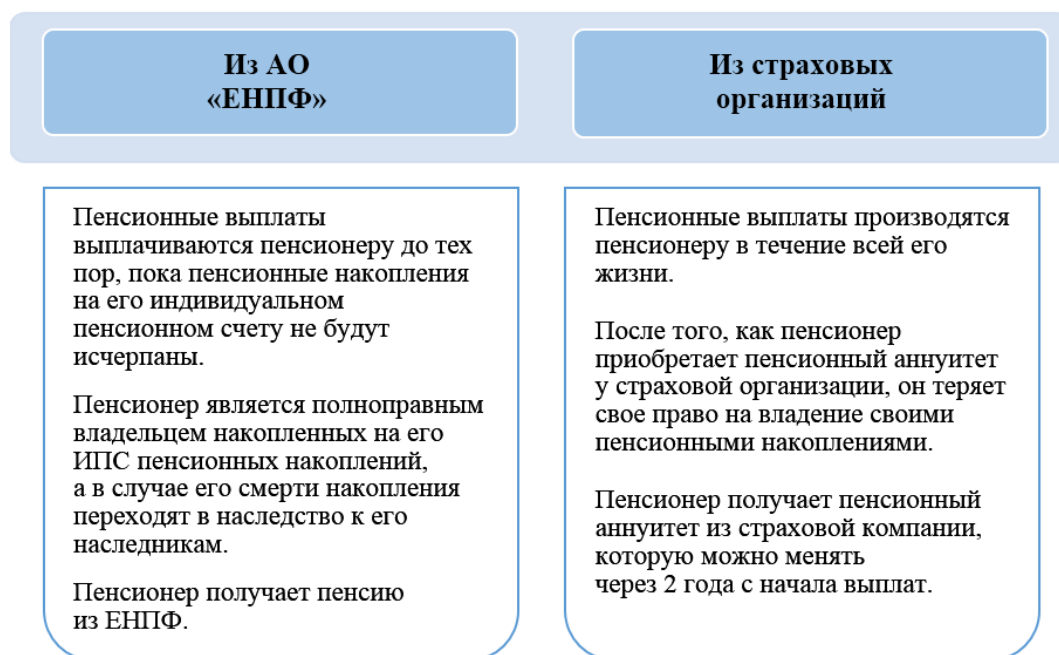 Из АО
«ЕНПФ»
Из страховых
организаций
Пенсионные выплаты
выплачиваются пенсионеру до тех
пор, пока пенсионные накопления
на его индивидуальном
пенсионном счету не будут
исчерпаны.
Пенсионер является полноправным
владельцем накопленных на его
ИПС пенсионных накоплений,
а в случае его смерти накопления
переходят в наследство к его
наследникам.
Пенсионер получает пенсию
из ЕНПФ.
Пенсионные выплаты производятся
пенсионеру в течение всей его
жизни.
После того, как пенсионер
приобретает пенсионный аннуитет
у страховой организации, он теряет
свое право на владение своими
пенсионными накоплениями.
Пенсионер получает пенсионный
аннуитет из страховой компании,
которую можно менять
через 2 года с начала выплат.